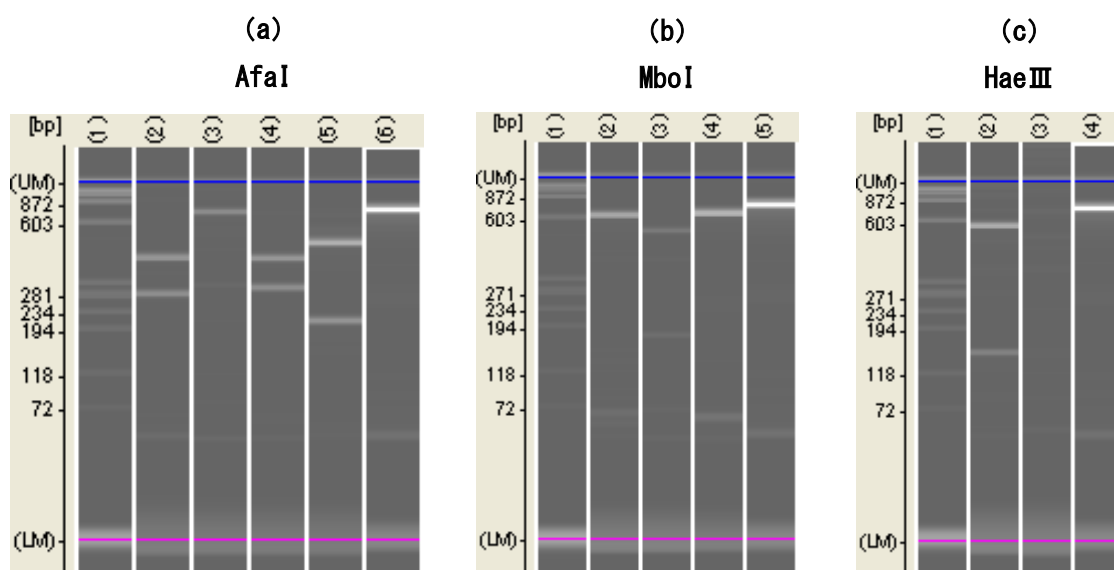 (a)
AfaⅠ
[bp] (1) (2) (3) (4) (5) (6)
(UM)
872
603
281
234
194
118
72
(LM)
(b)
MboⅠ
[bp] (1) (2) (3) (4) (5)
(UM)
872
603
271
234
194
118
72
(LM)
(c)
HaeⅢ
[bp] (1) (2) (3) (4)
(UM)
872
603
271
234
194
118
72
(LM)